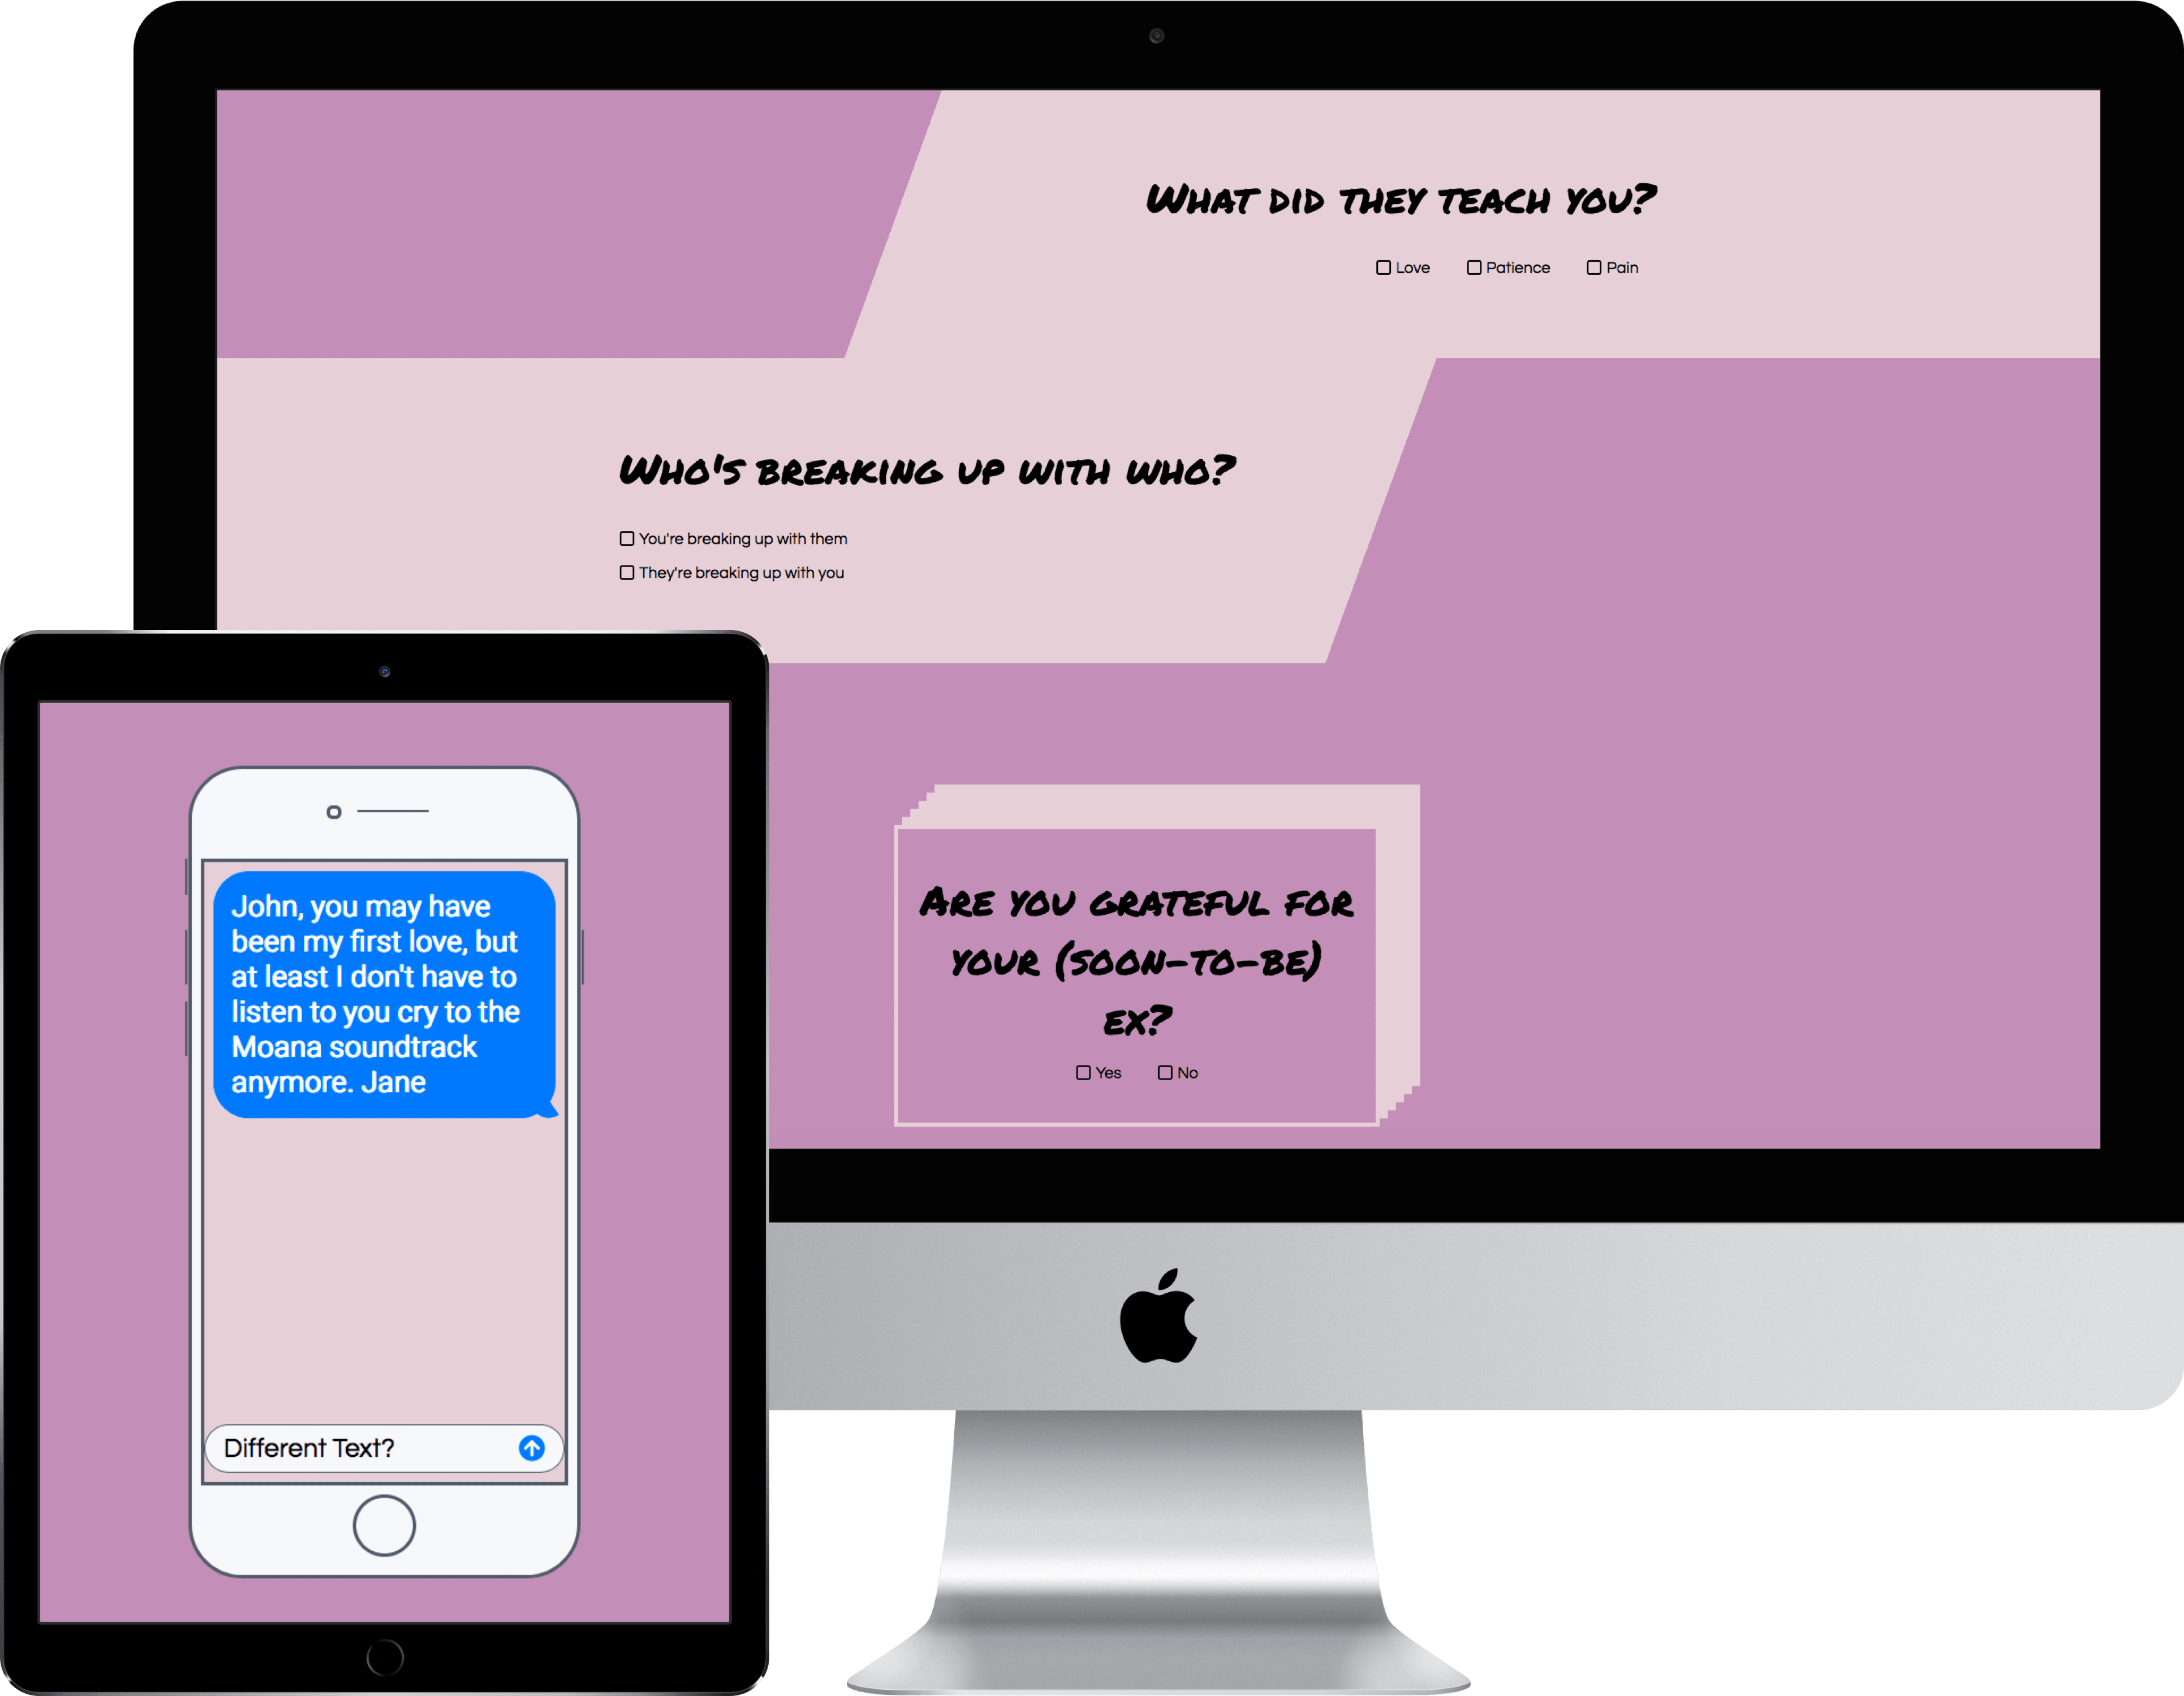 What did they teach you?
Love Patience Pain
Who's breaking up with who?
You're breaking up with them
They're breaking up with you
Are you grateful for
your (soon-to-be)
ex?
Yes No
John, you may have
been my first love, but
at least I don't have to
listen to you cry to the
Moana soundtrack
anymore. Jane
Different Text?